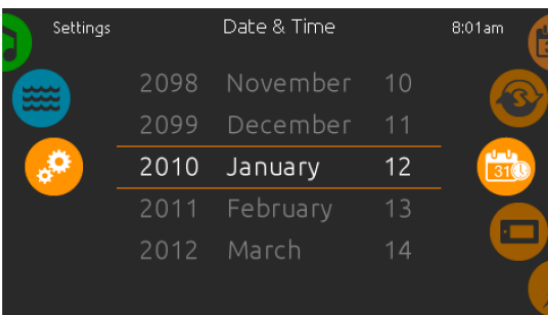 Settings Date & Time 8:01am
2098 November 10
2099 December 11
2010 January 12
31
2011 February 13
2012 March 14